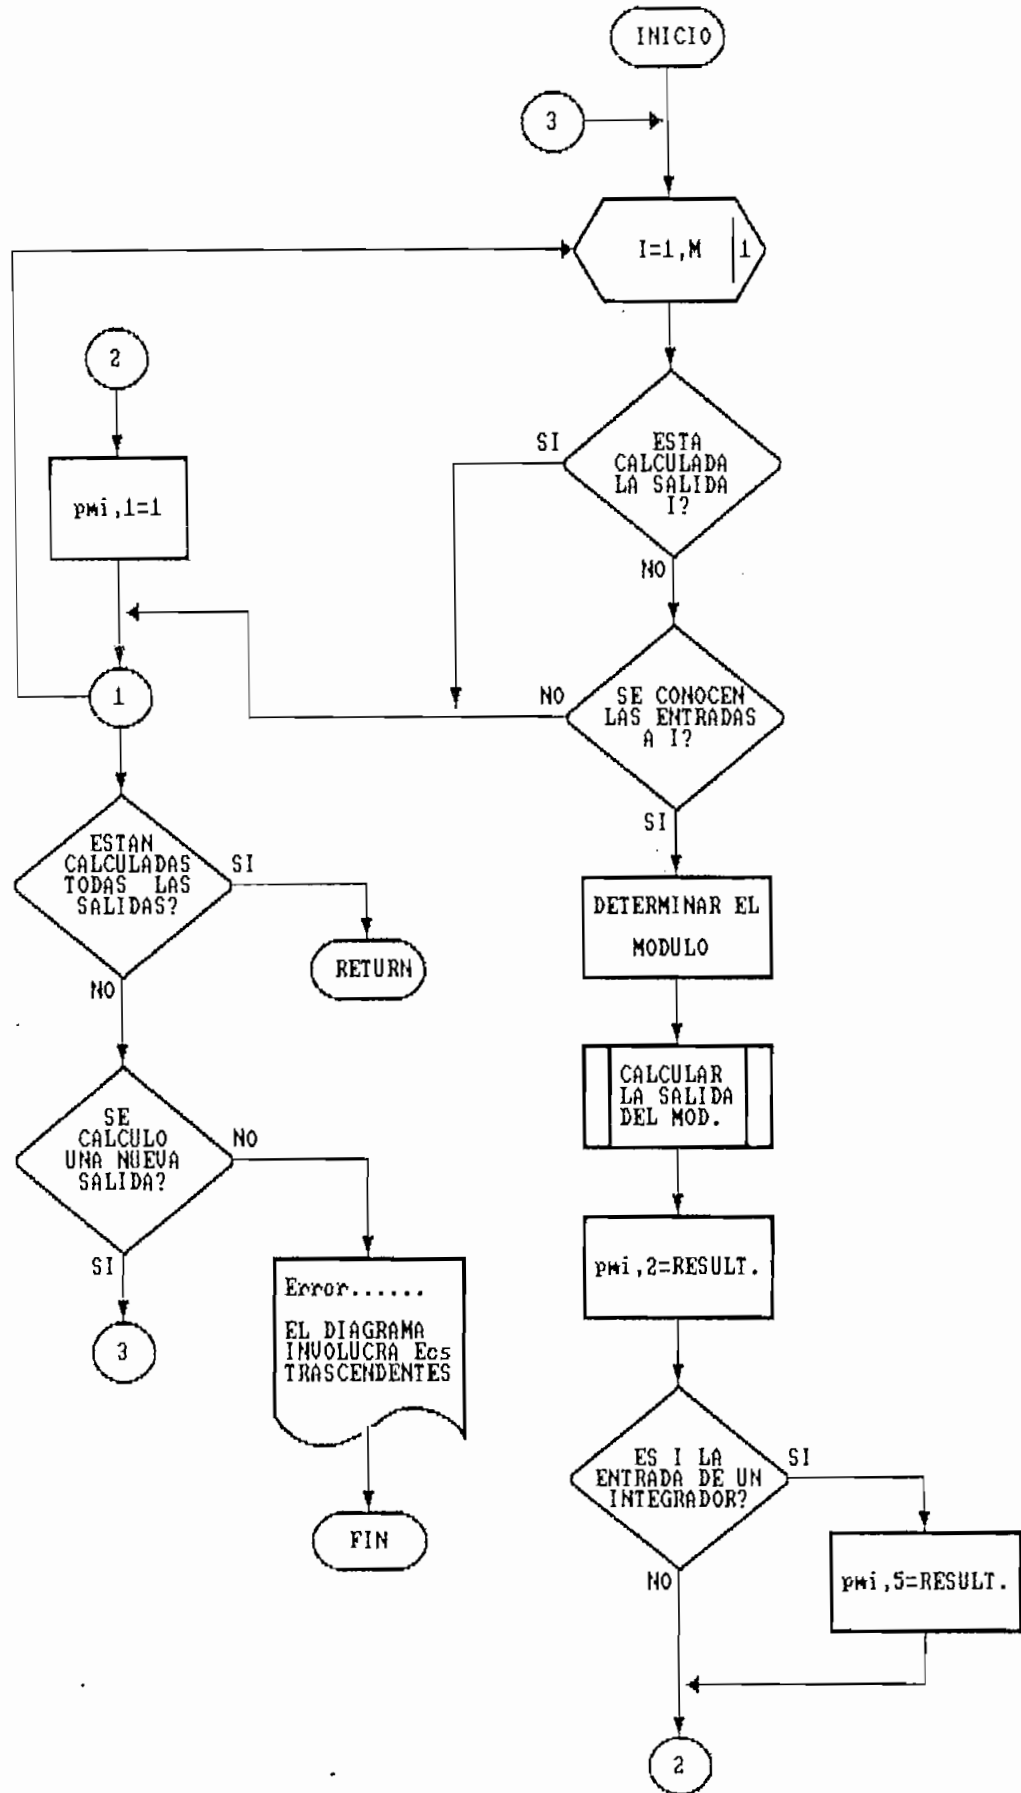 INICIO
3
I=1,M 1
2
SI
ESTA
CALCULADA
LA SALIDA
I?
pmi,1=1
NO
1
NO
SE CONOCEN
LAS ENTRADAS
A I?
SI
ESTAN
CALCULADAS
TODAS LAS
SALIDAS?
SI
DETERMINAR EL
MODULO
RETURN
NO
CALCULAR
LA SALIDA
DEL MOD.
SE
CALCULO
UNA NUEVA
SALIDA?
NO
pmi,2=RESULT.
SI
Error......
EL DIAGRAMA
INVOLUCRA Ecs
TRASCENDENTES
3
ES I LA
ENTRADA DE UN
INTEGRADOR?
SI
FIN
NO
pmi,5=RESULT.
2